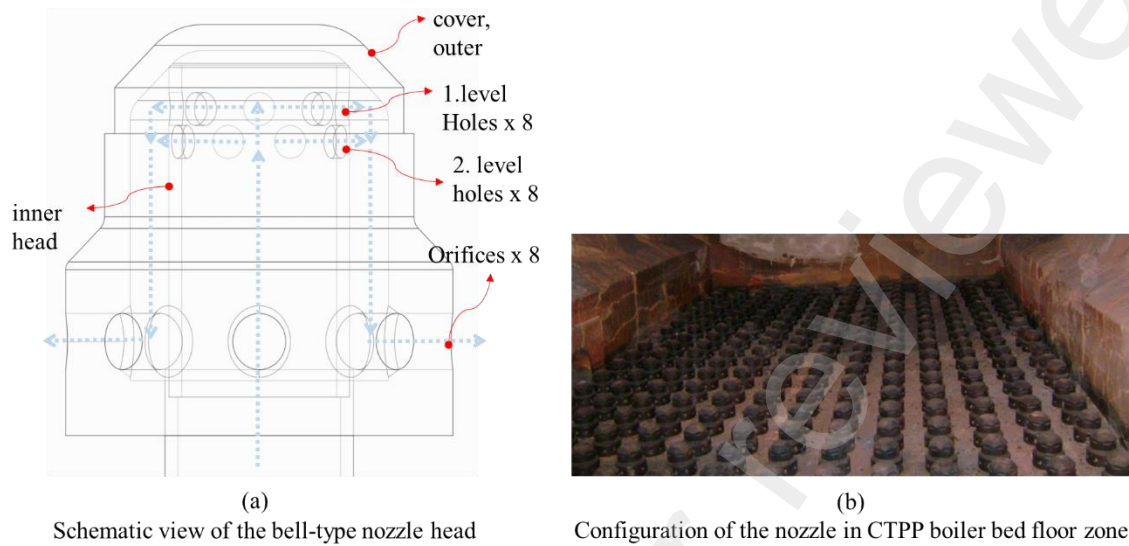 cover,
outer
1.level
Holes x 8
2. level
holes x 8
inner
head
Orifices x 8
(a)
Schematic view of the bell-type nozzle head
(b)
Configuration of the nozzle in CTPP boiler bed floor zone
reviewe